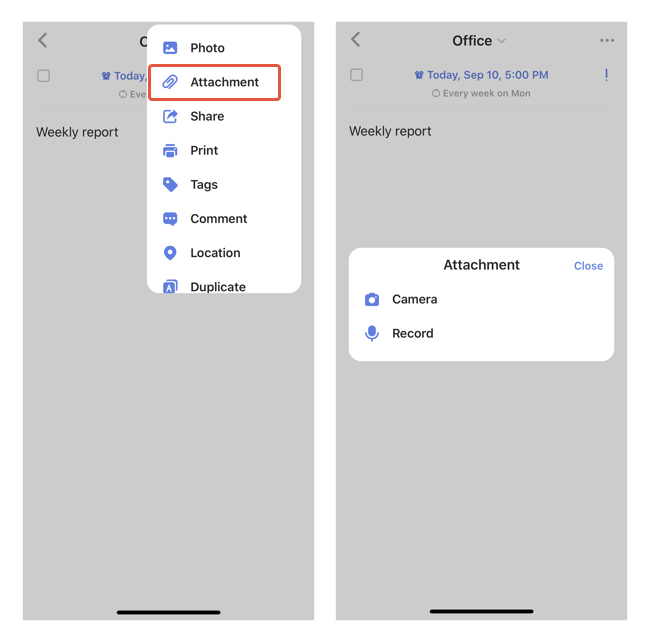 C
Today,
Eve
Weekly report
Photo
Attachment
Share
Print
Tags
Comment
Location
Duplicate
Office
Today, Sep 10, 5:00 PM
!
Every week on Mon
Weekly report
Attachment
Close
Camera
Record